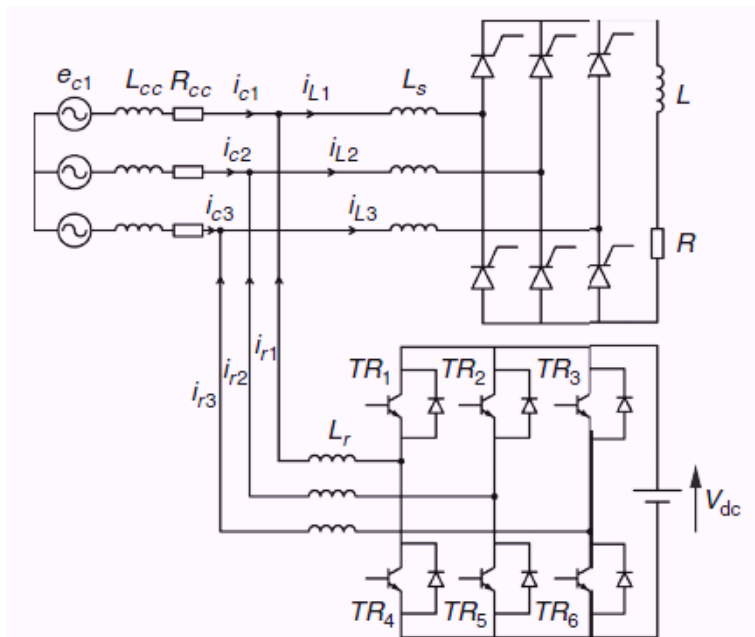 e_c1 L_cc R_cc i_c1 i_L1 L_s L
i_c2 i_L2
i_c3 i_L3 R
i_r1 TR_1 TR_2 TR_3
i_r2
i_r3
L_r
V_dc
TR_4 TR_5 TR_6